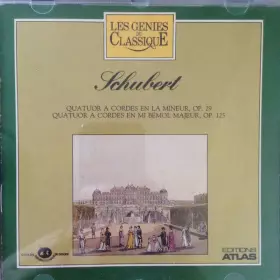 LES GENIES
DU
CLASSIQUE
Schubert
QUATUOR A CORDES EN LA MINEUR, OP. 29
QUATUOR A CORDES EN MI BEMOL MAJEUR, OP. 125
EDITIONS
ATLAS